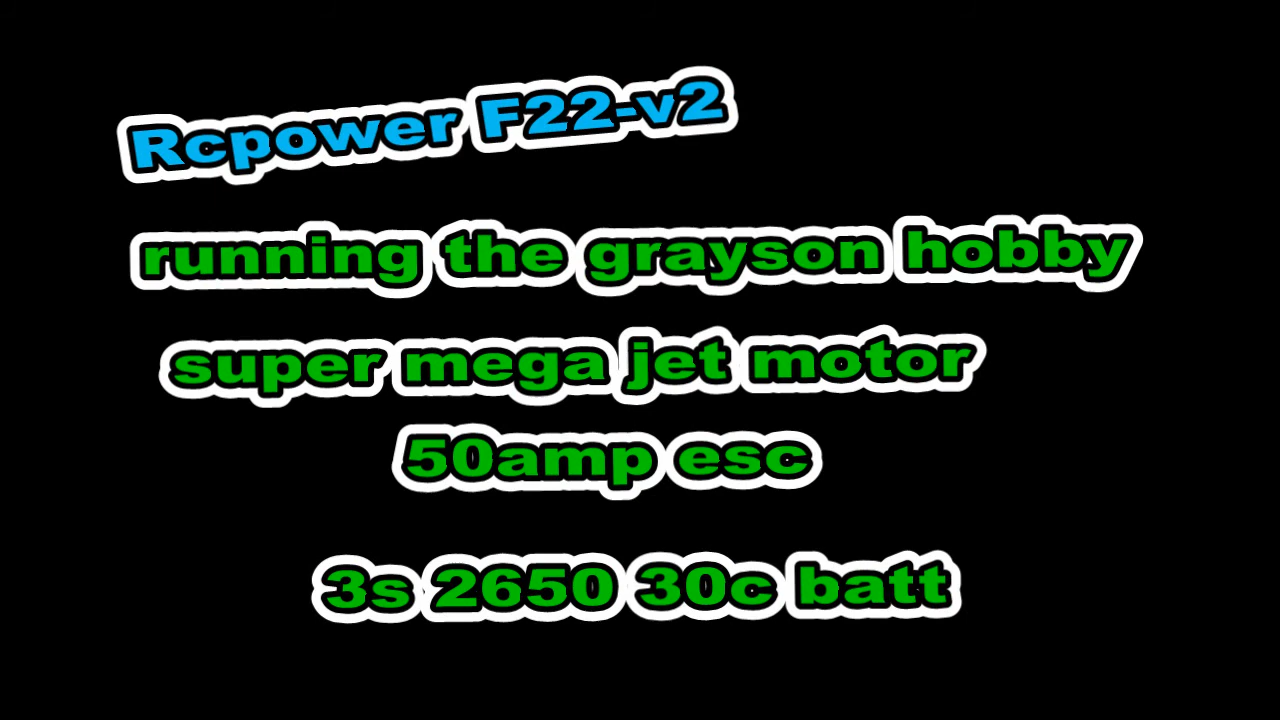 Rcpower F22-v2
running the grayson hobby
super mega jet motor
50amp esc
3s 2650 30c batt